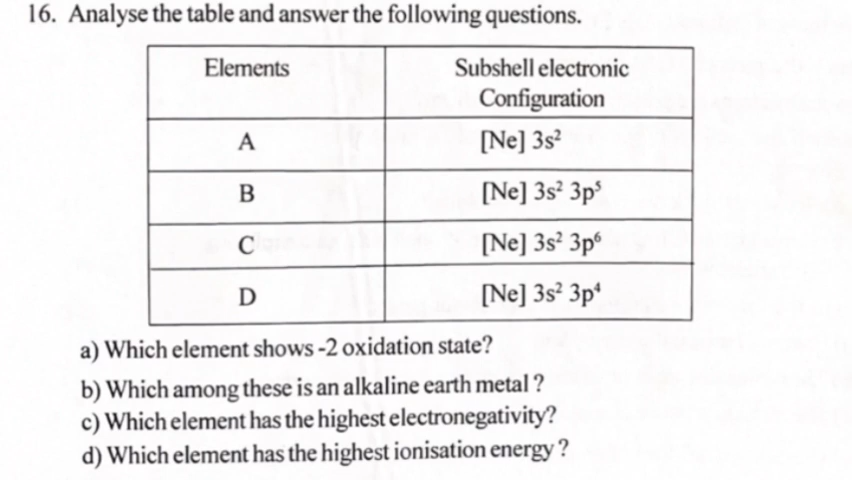 16. Analyse the table and answer the following questions.
Elements Subshell electronic
Configuration
A [Ne] 3s²
B [Ne] 3s² 3p⁵
C [Ne] 3s² 3p⁶
D [Ne] 3s² 3p⁴
a) Which element shows -2 oxidation state?
b) Which among these is an alkaline earth metal ?
c) Which element has the highest electronegativity?
d) Which element has the highest ionisation energy ?